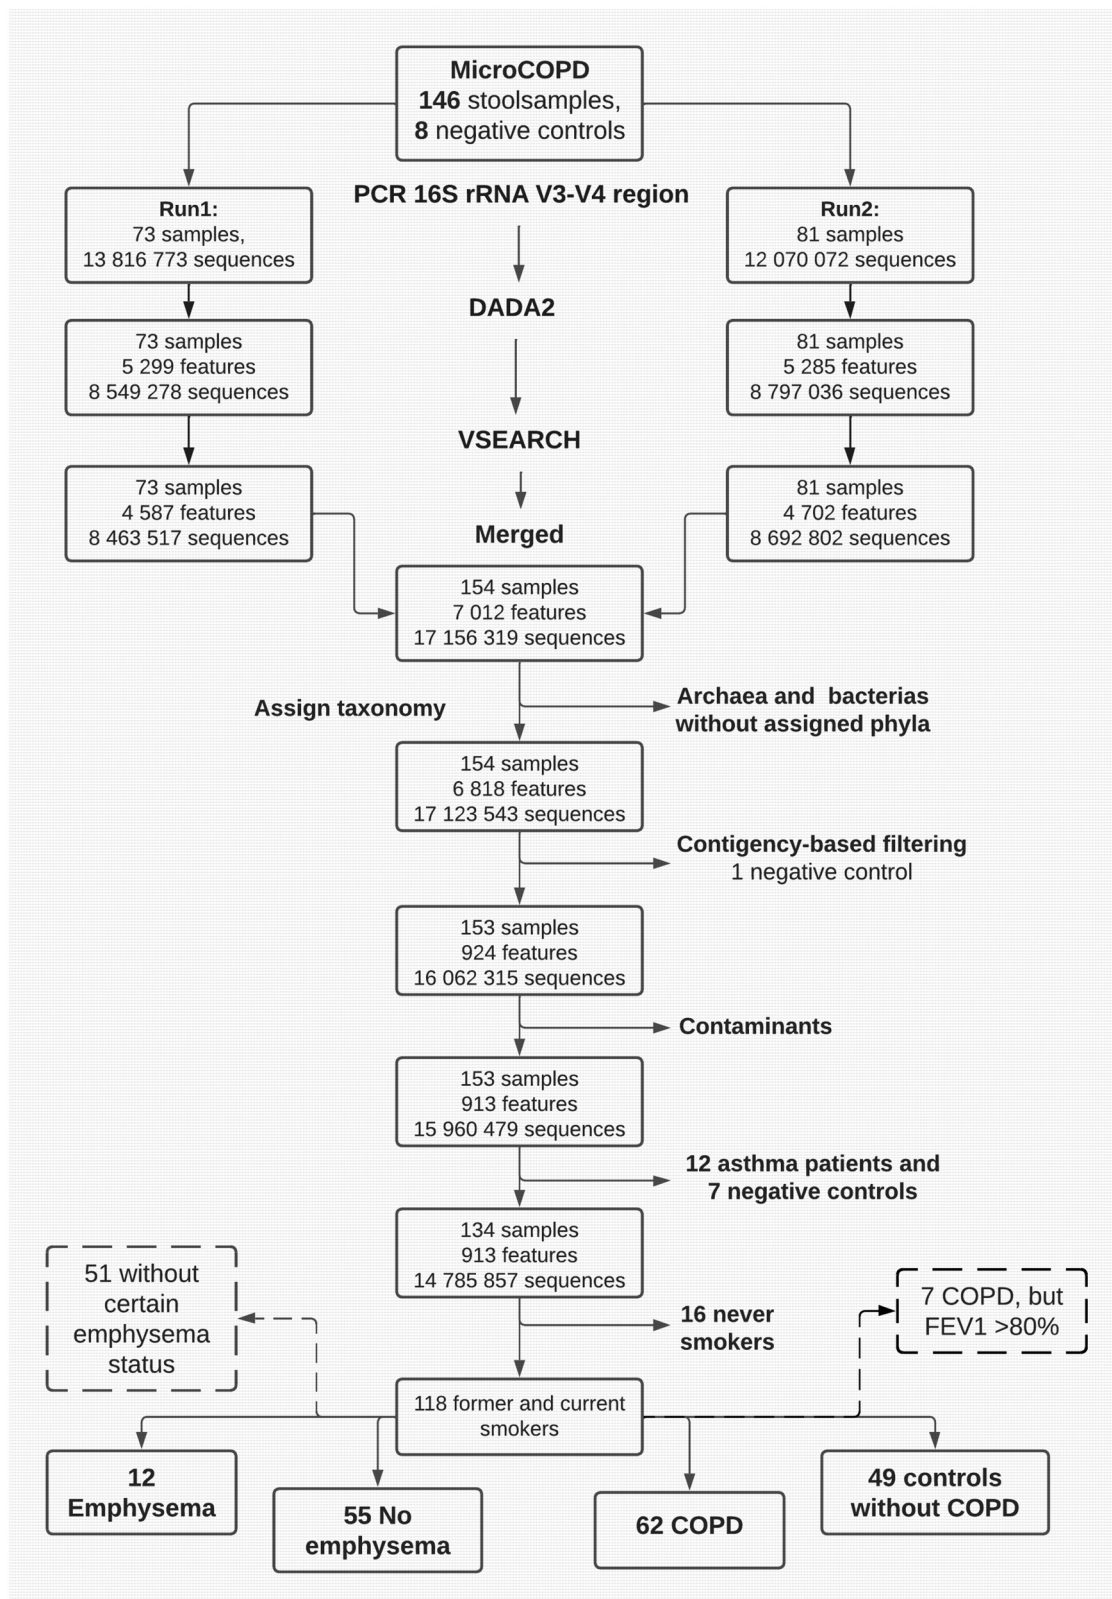 MicroCOPD
146 stoolsamples,
8 negative controls
PCR 16S rRNA V3-V4 region
Run1:
73 samples,
13 816 773 sequences
Run2:
81 samples
12 070 072 sequences
DADA2
73 samples
5 299 features
8 549 278 sequences
81 samples
5 285 features
8 797 036 sequences
VSEARCH
73 samples
4 587 features
8 463 517 sequences
81 samples
4 702 features
8 692 802 sequences
Merged
154 samples
7 012 features
17 156 319 sequences
Assign taxonomy
Archaea and bacterias
without assigned phyla
154 samples
6 818 features
17 123 543 sequences
Contigency-based filtering
1 negative control
153 samples
924 features
16 062 315 sequences
Contaminants
153 samples
913 features
15 960 479 sequences
12 asthma patients and
7 negative controls
134 samples
913 features
14 785 857 sequences
51 without
certain
emphysema
status
16 never
smokers
7 COPD, but
FEV1 >80%
118 former and current
smokers
12
Emphysema
55 No
emphysema
62 COPD
49 controls
without COPD